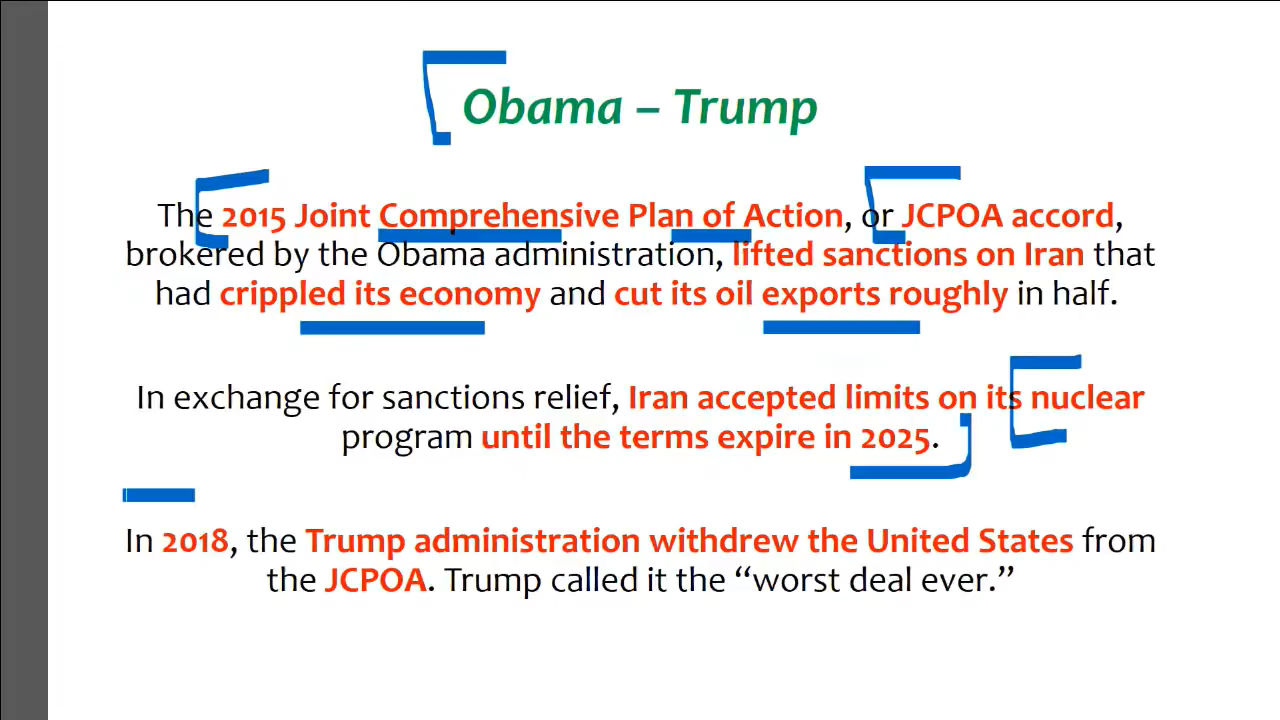 Obama – Trump
The 2015 Joint Comprehensive Plan of Action, or JCPOA accord,
brokered by the Obama administration, lifted sanctions on Iran that
had crippled its economy and cut its oil exports roughly in half.
In exchange for sanctions relief, Iran accepted limits on its nuclear
program until the terms expire in 2025.
In 2018, the Trump administration withdrew the United States from
the JCPOA. Trump called it the “worst deal ever.”